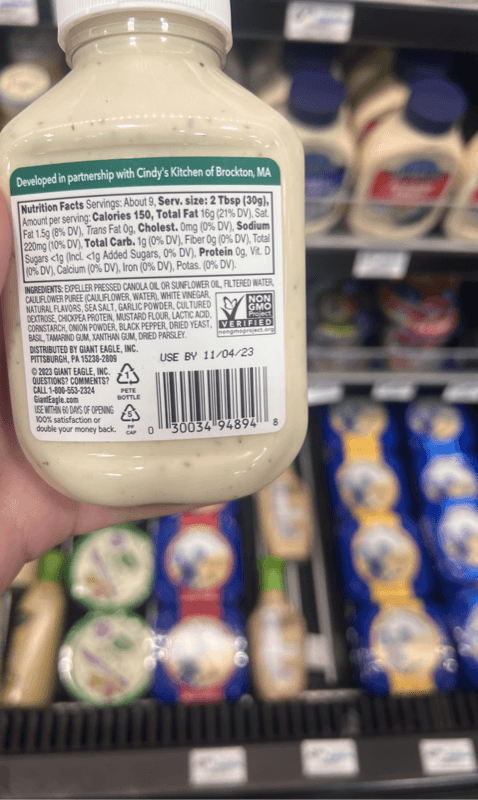 Developed in partnership with Cindy's Kitchen of Brockton, MA
Nutrition Facts Servings: About 9, Serv. size: 2 Tbsp (30g),
Amount per serving: Calories 150, Total Fat 16g (21% DV), Sat.
Fat 1.5g (8% DV), Trans Fat 0g, Cholest. 0mg (0% DV), Sodium
220mg (10% DV), Total Carb. 1g (0% DV), Fiber 0g (0% DV), Total
Sugars <1g (Incl. <1g Added Sugars, 0% DV), Protein 0g, Vit. D
(0% DV), Calcium (0% DV), Iron (0% DV), Potas. (0% DV).
INGREDIENTS: EXPELLER PRESSED CANOLA OIL OR SUNFLOWER OIL, FILTERED WATER,
CAULIFLOWER PUREE (CAULIFLOWER, WATER), WHITE VINEGAR,
NATURAL FLAVORS, SEA SALT, GARLIC POWDER, CULTURED
DEXTROSE, CHICKPEA PROTEIN, MUSTARD FLOUR, LACTIC ACID,
CORNSTARCH, ONION POWDER, BLACK PEPPER, DRIED YEAST,
BASIL, TAMARIND GUM, XANTHAN GUM, DRIED PARSLEY.
NON
GMO
Project
VERIFIED
nongmoproject.org
DISTRIBUTED BY GIANT EAGLE, INC.
PITTSBURGH, PA 15238-2809
© 2023 GIANT EAGLE, INC.
QUESTIONS? COMMENTS?
CALL 1-800-553-2324
GiantEagle.com
USE WITHIN 60 DAYS OF OPENING
100% satisfaction or
double your money back.
1
PETE
BOTTLE
5
PP
CAP
USE BY 11/04/23
0 30034 94894 8